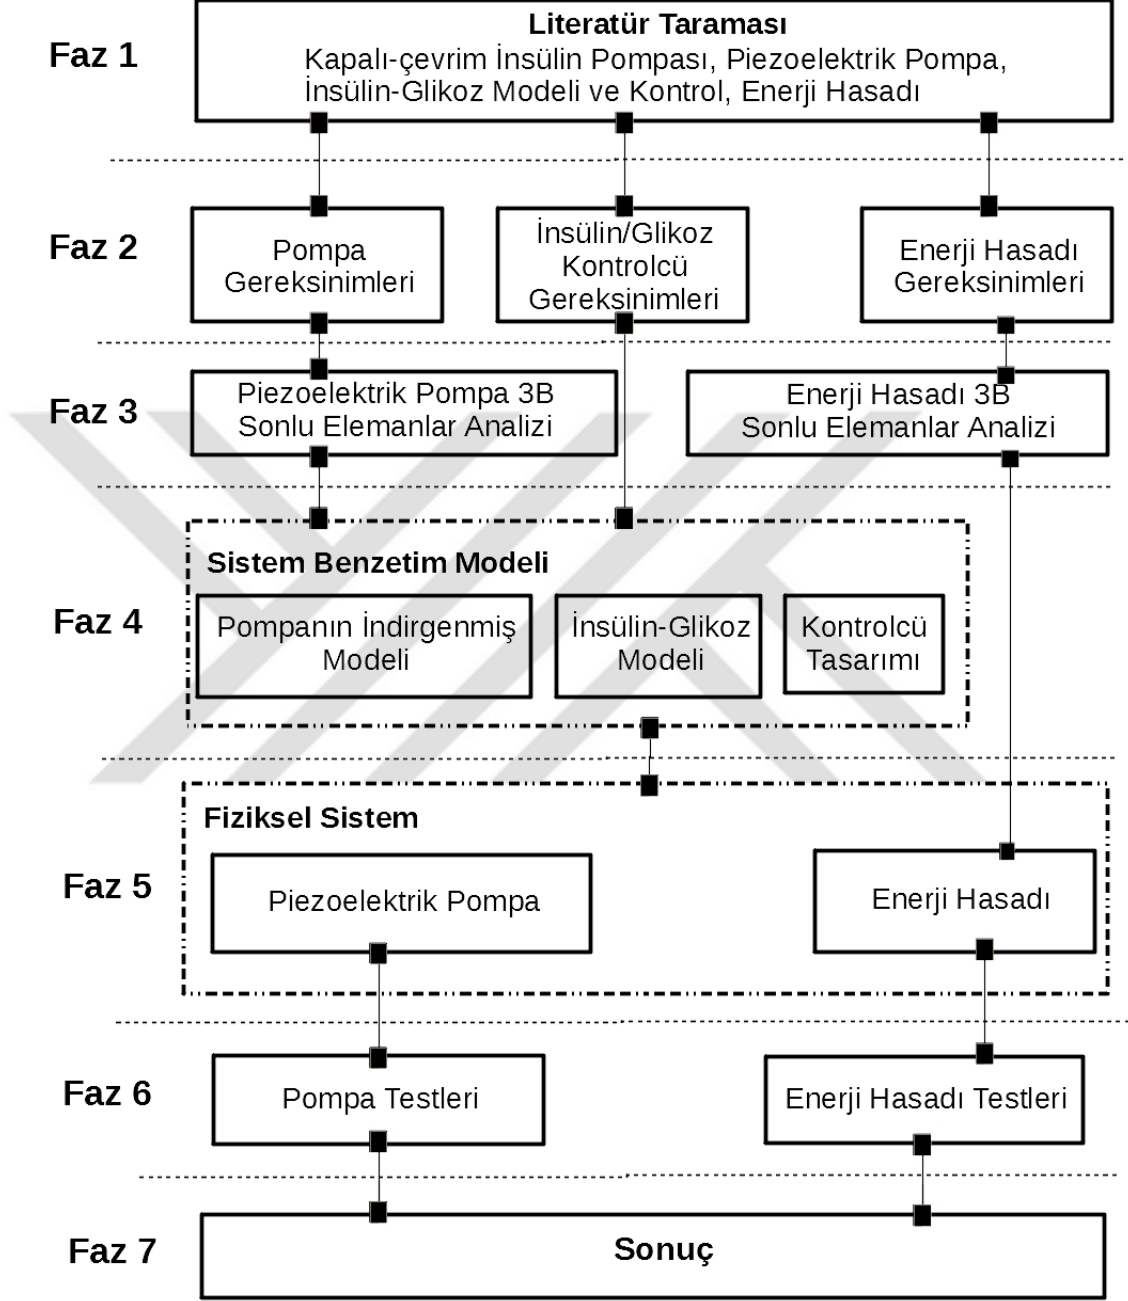 Literatür Taraması
Faz 1
Kapalı-çevrim İnsülin Pompası, Piezoelektrik Pompa,
İnsülin-Glikoz Modeli ve Kontrol, Enerji Hasadı
Faz 2
Pompa
Gereksinimleri
İnsülin/Glikoz
Kontrolcü
Gereksinimleri
Enerji Hasadı
Gereksinimleri
Faz 3
Piezoelektrik Pompa 3B
Sonlu Elemanlar Analizi
Enerji Hasadı 3B
Sonlu Elemanlar Analizi
Sistem Benzetim Modeli
Faz 4
Pompanın İndirgenmiş
Modeli
İnsülin-Glikoz
Modeli
Kontrolcü
Tasarımı
Fiziksel Sistem
Faz 5
Piezoelektrik Pompa
Enerji Hasadı
Faz 6
Pompa Testleri
Enerji Hasadı Testleri
Faz 7
Sonuç